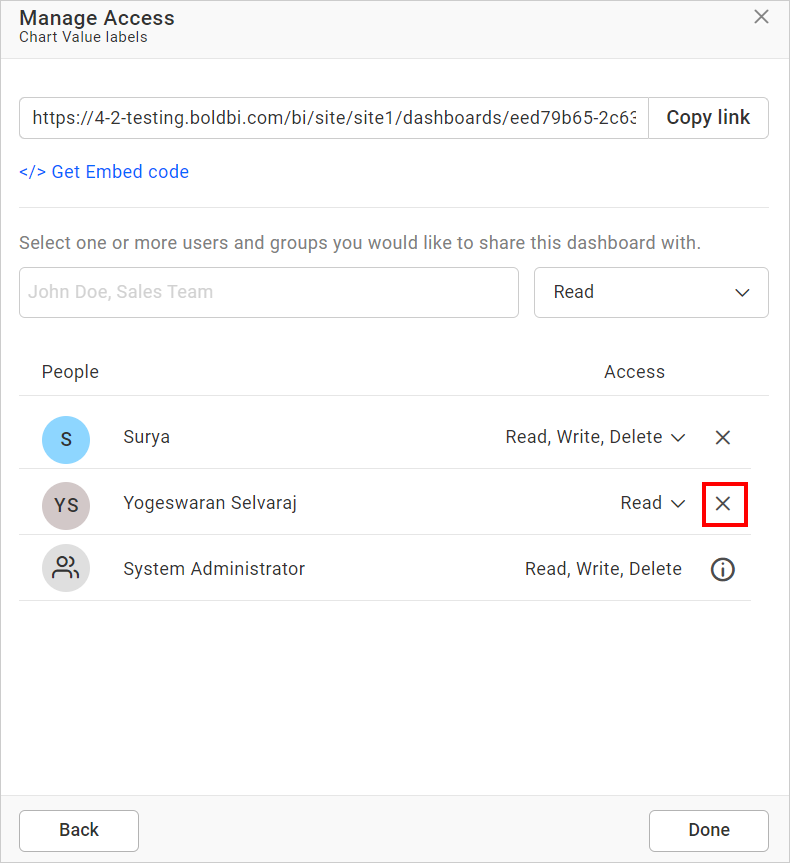 Manage Access
Chart Value labels
https://4-2-testing.boldbi.com/bi/site/site1/dashboards/eed79b65-2c63 Copy link
</> Get Embed code
Select one or more users and groups you would like to share this dashboard with.
John Doe, Sales Team Read
People Access
S Surya Read, Write, Delete
YS Yogeswaran Selvaraj Read
System Administrator Read, Write, Delete
Back Done